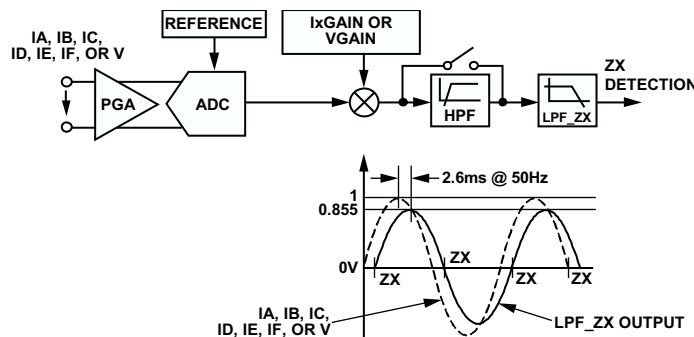 REFERENCE
IxGAIN OR
VGAIN
IA, IB, IC,
ID, IE, IF, OR V
PGA
ADC
HPF
LPF_ZX
ZX
DETECTION
2.6ms @ 50Hz
1
0.855
0V
ZX
ZX
ZX
ZX
IA, IB, IC,
ID, IE, IF,
OR V
LPF_ZX OUTPUT